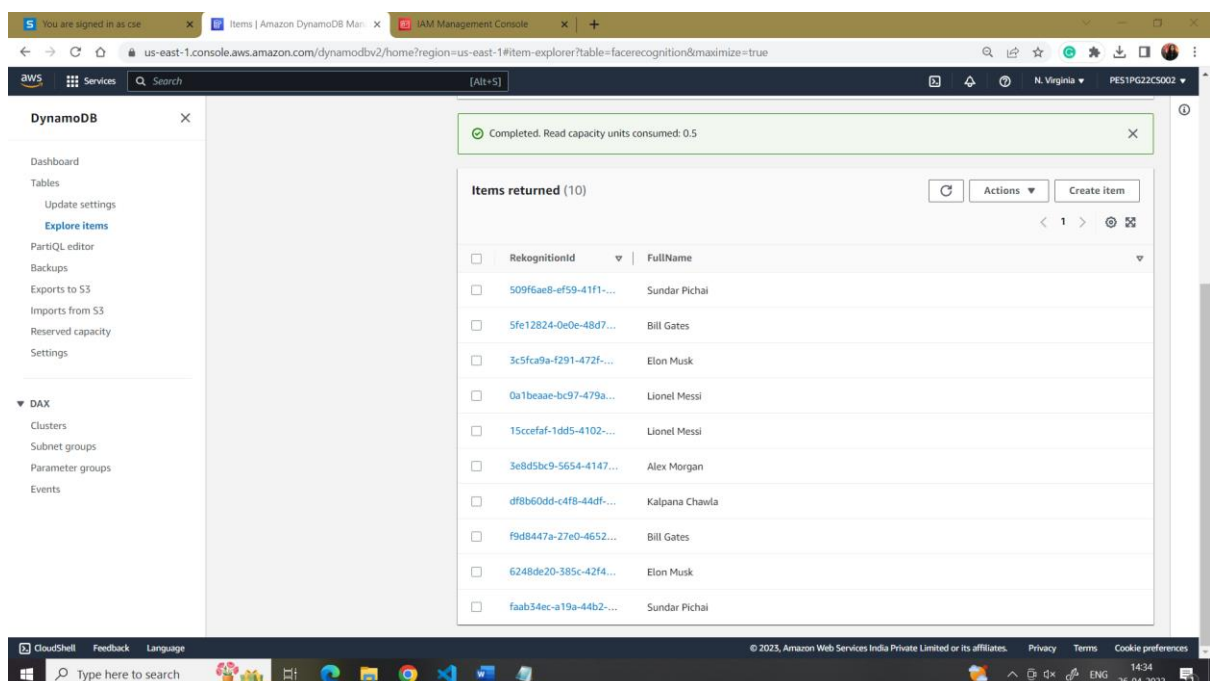 You are signed in as cse
Items | Amazon DynamoDB Man
IAM Management Console
us-east-1.console.aws.amazon.com/dynamodbv2/home?region=us-east-1#item-explorer?table=facerecognition&maximize=true
aws Services Search [Alt+S] N. Virginia PES1PG22CS002
DynamoDB
Dashboard
Tables
Update settings
Explore items
PartiQL editor
Backups
Exports to S3
Imports from S3
Reserved capacity
Settings
DAX
Clusters
Subnet groups
Parameter groups
Events
Completed. Read capacity units consumed: 0.5
Items returned (10)
Actions Create item
1
RekognitionId FullName
509f6ae8-ef59-41f1-... Sundar Pichai
5fe12824-0e0e-48d7... Bill Gates
3c5fca9a-f291-472f-... Elon Musk
0a1beaae-bc97-479a... Lionel Messi
15ccefaf-1dd5-4102-... Lionel Messi
3e8d5bc9-5654-4147... Alex Morgan
df8b60dd-c4f8-44df-... Kalpana Chawla
f9d8447a-27e0-4652... Bill Gates
6248de20-385c-42f4... Elon Musk
faab34ec-a19a-44b2-... Sundar Pichai
CloudShell Feedback Language © 2023, Amazon Web Services India Private Limited or its affiliates. Privacy Terms Cookie preferences
Type here to search ENG 14:34